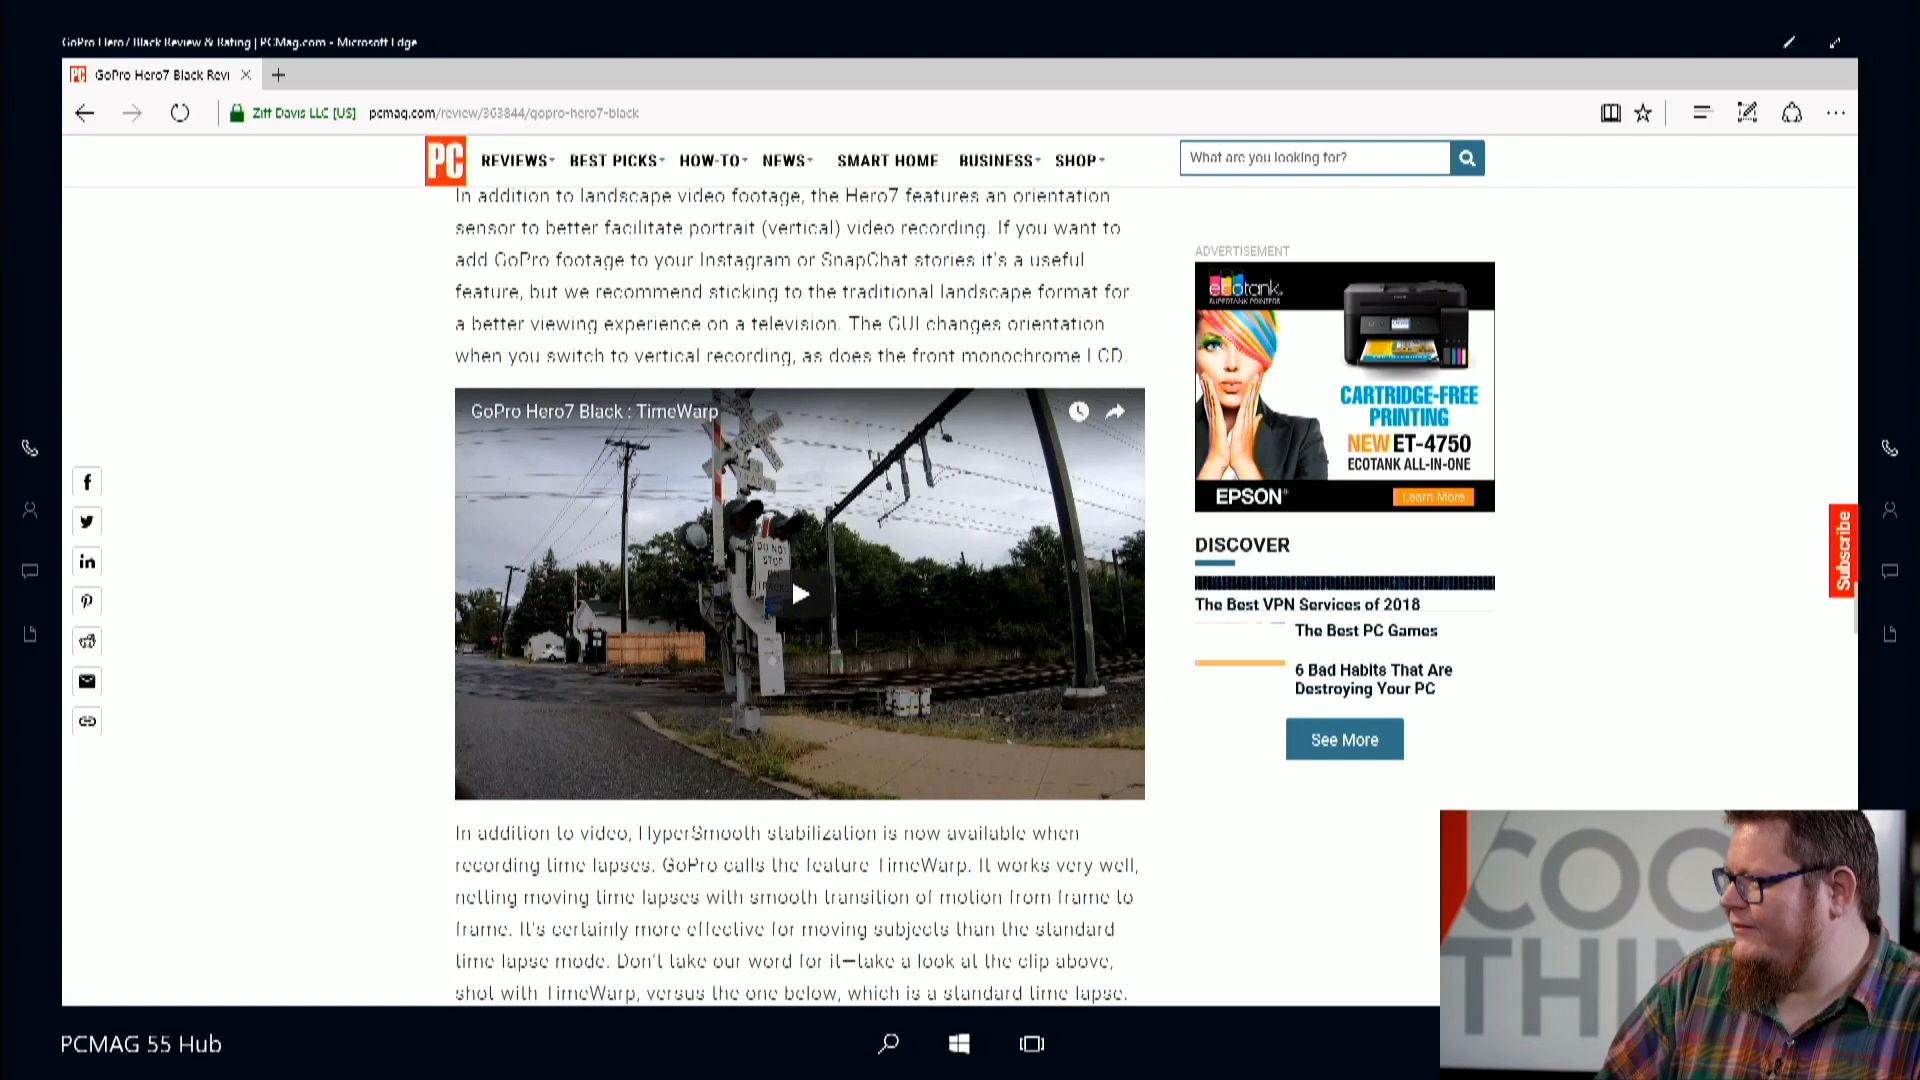 GoPro Hero7 Black Review & Rating | PCMag.com - Microsoft Edge
PC GoPro Hero7 Black Revi
Ziff Davis LLC [US] pcmag.com/review/363844/gopro-hero7-black
PC REVIEWS BEST PICKS HOW-TO NEWS SMART HOME BUSINESS SHOP
What are you looking for?
In addition to landscape video footage, the Hero7 features an orientation
sensor to better facilitate portrait (vertical) video recording. If you want to
add GoPro footage to your Instagram or SnapChat stories it's a useful
feature, but we recommend sticking to the traditional landscape format for
a better viewing experience on a television. The GUI changes orientation
when you switch to vertical recording, as does the front monochrome LCD.
GoPro Hero7 Black : TimeWarp
CROSSING
DO NOT
STOP
ON
TRACKS
In addition to video, HyperSmooth stabilization is now available when
recording time lapses. GoPro calls the feature TimeWarp. It works very well,
netting moving time lapses with smooth transition of motion from frame to
frame. It's certainly more effective for moving subjects than the standard
time lapse mode. Don't take our word for it—take a look at the clip above,
shot with TimeWarp, versus the one below, which is a standard time lapse.
ADVERTISEMENT
ecotank
SUPERTANK PRINTERS
CARTRIDGE-FREE
PRINTING
NEW ET-4750
ECOTANK ALL-IN-ONE
EPSON
Learn More
DISCOVER
The Best VPN Services of 2018
The Best PC Games
6 Bad Habits That Are
Destroying Your PC
See More
Subscribe
COO
THI
PCMAG 55 Hub